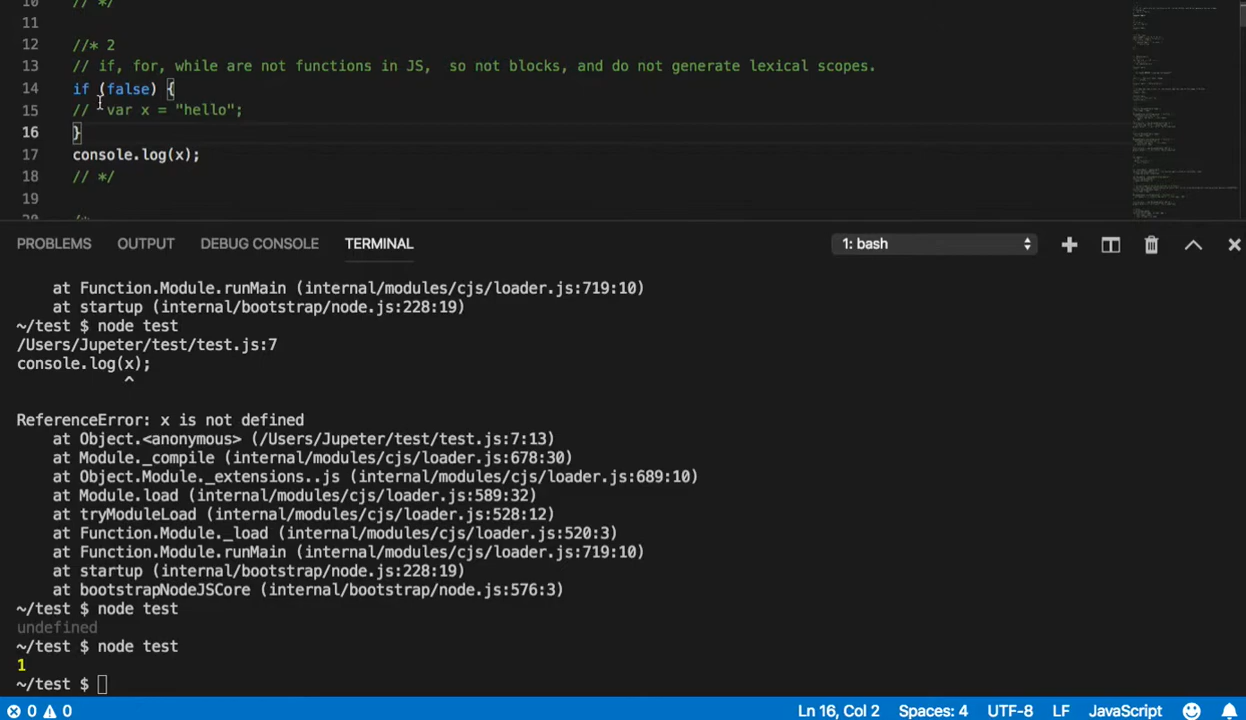 10 // */
11
12 //* 2
13 // if, for, while are not functions in JS,  so not blocks, and do not generate lexical scopes.
14 if (false) {
15 //  var x = "hello";
16 }
17 console.log(x);
18 // */
19
20 /*
PROBLEMS OUTPUT DEBUG CONSOLE TERMINAL 1: bash
at Function.Module.runMain (internal/modules/cjs/loader.js:719:10)
at startup (internal/bootstrap/node.js:228:19)
~/test $ node test
/Users/Jupeter/test/test.js:7
console.log(x);
^
ReferenceError: x is not defined
at Object.<anonymous> (/Users/Jupeter/test/test.js:7:13)
at Module._compile (internal/modules/cjs/loader.js:678:30)
at Object.Module._extensions..js (internal/modules/cjs/loader.js:689:10)
at Module.load (internal/modules/cjs/loader.js:589:32)
at tryModuleLoad (internal/modules/cjs/loader.js:528:12)
at Function.Module._load (internal/modules/cjs/loader.js:520:3)
at Function.Module.runMain (internal/modules/cjs/loader.js:719:10)
at startup (internal/bootstrap/node.js:228:19)
at bootstrapNodeJSCore (internal/bootstrap/node.js:576:3)
~/test $ node test
undefined
~/test $ node test
1
~/test $
0 0 Ln 16, Col 2 Spaces: 4 UTF-8 LF JavaScript